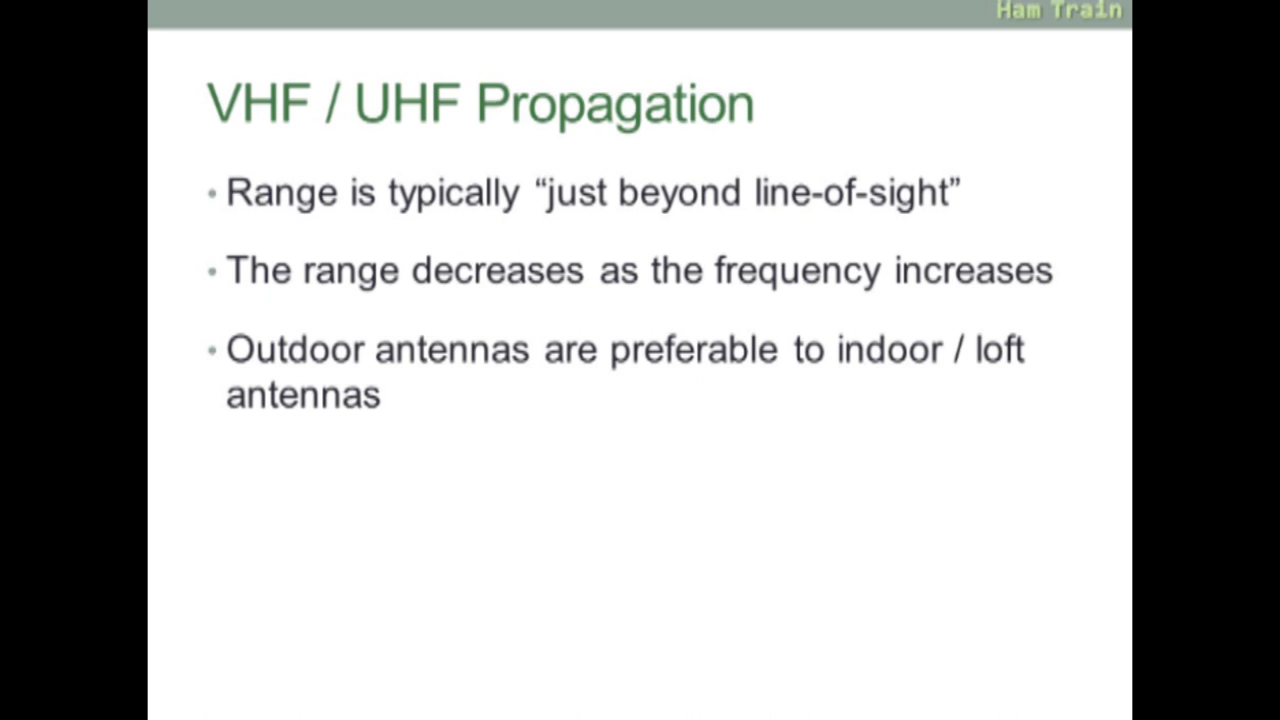 Ham Train
VHF / UHF Propagation
• Range is typically “just beyond line-of-sight”
• The range decreases as the frequency increases
• Outdoor antennas are preferable to indoor / loft
antennas